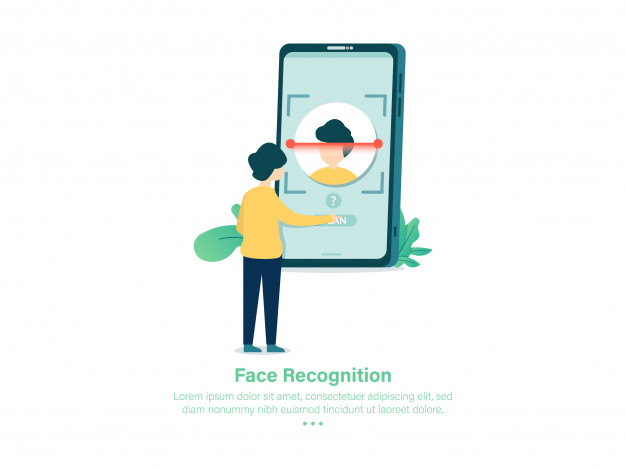 ?
AN
Face Recognition
Lorem ipsum dolor sit amet, consectetuer adipiscing elit, sed
diam nonummy nibh euismod tincidunt ut laoreet dolore.